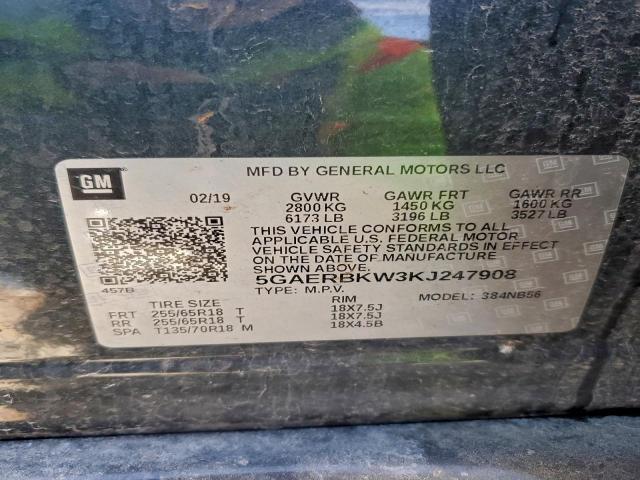 GM
MFD BY GENERAL MOTORS LLC
02/19 GVWR GAWR FRT GAWR RR
2800 KG 1450 KG 1600 KG
6173 LB 3196 LB 3527 LB
THIS VEHICLE CONFORMS TO ALL
APPLICABLE U.S. FEDERAL MOTOR
VEHICLE SAFETY STANDARDS IN EFFECT
ON THE DATE OF MANUFACTURE
SHOWN ABOVE.
5GAERBKW3KJ247908
457B TYPE: M.P.V. MODEL: 384NB56
TIRE SIZE RIM
FRT 255/65R18 T 18X7.5J
RR 255/65R18 T 18X7.5J
SPA T135/70R18 M 18X4.5B